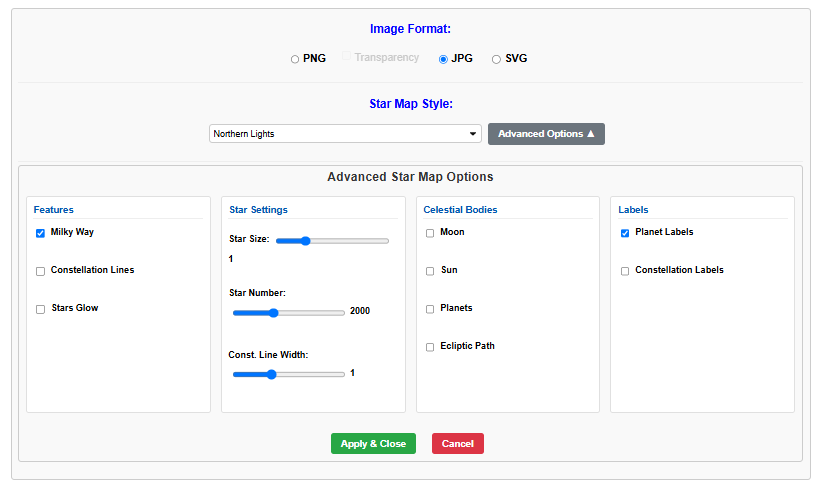 Image Format:
PNG Transparency JPG SVG
Star Map Style:
Northern Lights Advanced Options ▲
Advanced Star Map Options
Features
Milky Way
Constellation Lines
Stars Glow
Star Settings
Star Size:
1
Star Number:
2000
Const. Line Width:
1
Celestial Bodies
Moon
Sun
Planets
Ecliptic Path
Labels
Planet Labels
Constellation Labels
Apply & Close Cancel